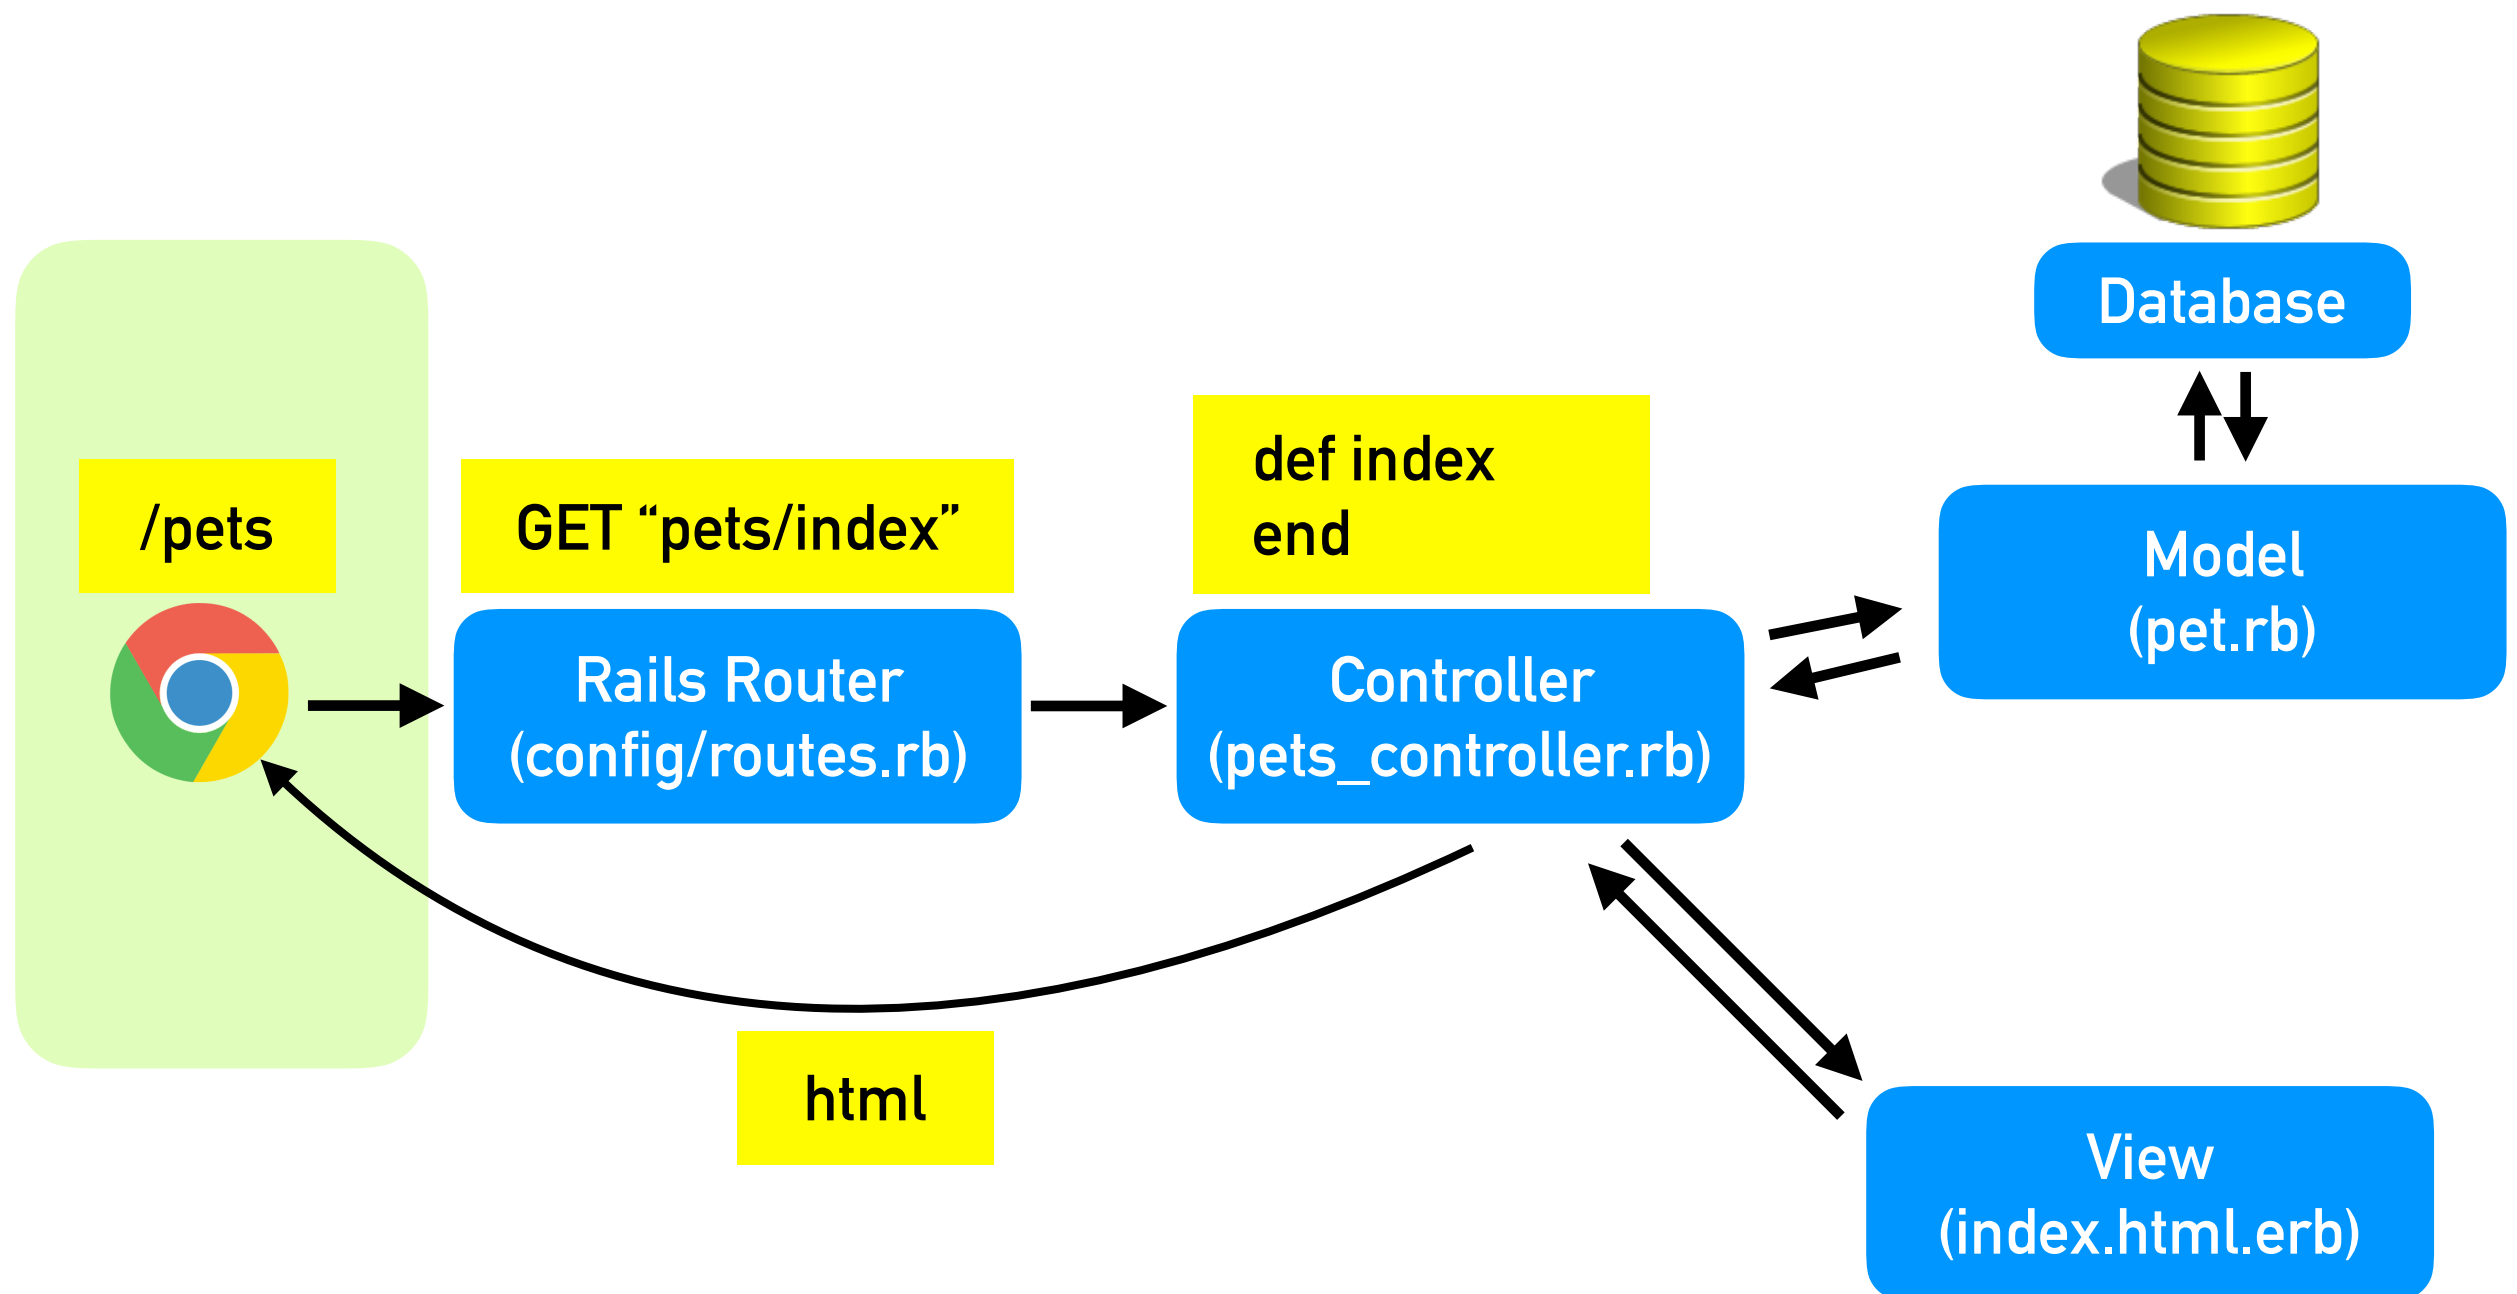 Database
def index
end
/pets
GET “pets/index”
Model
(pet.rb)
Rails Router
(config/routes.rb)
Controller
(pets_controller.rb)
html
View
(index.html.erb)